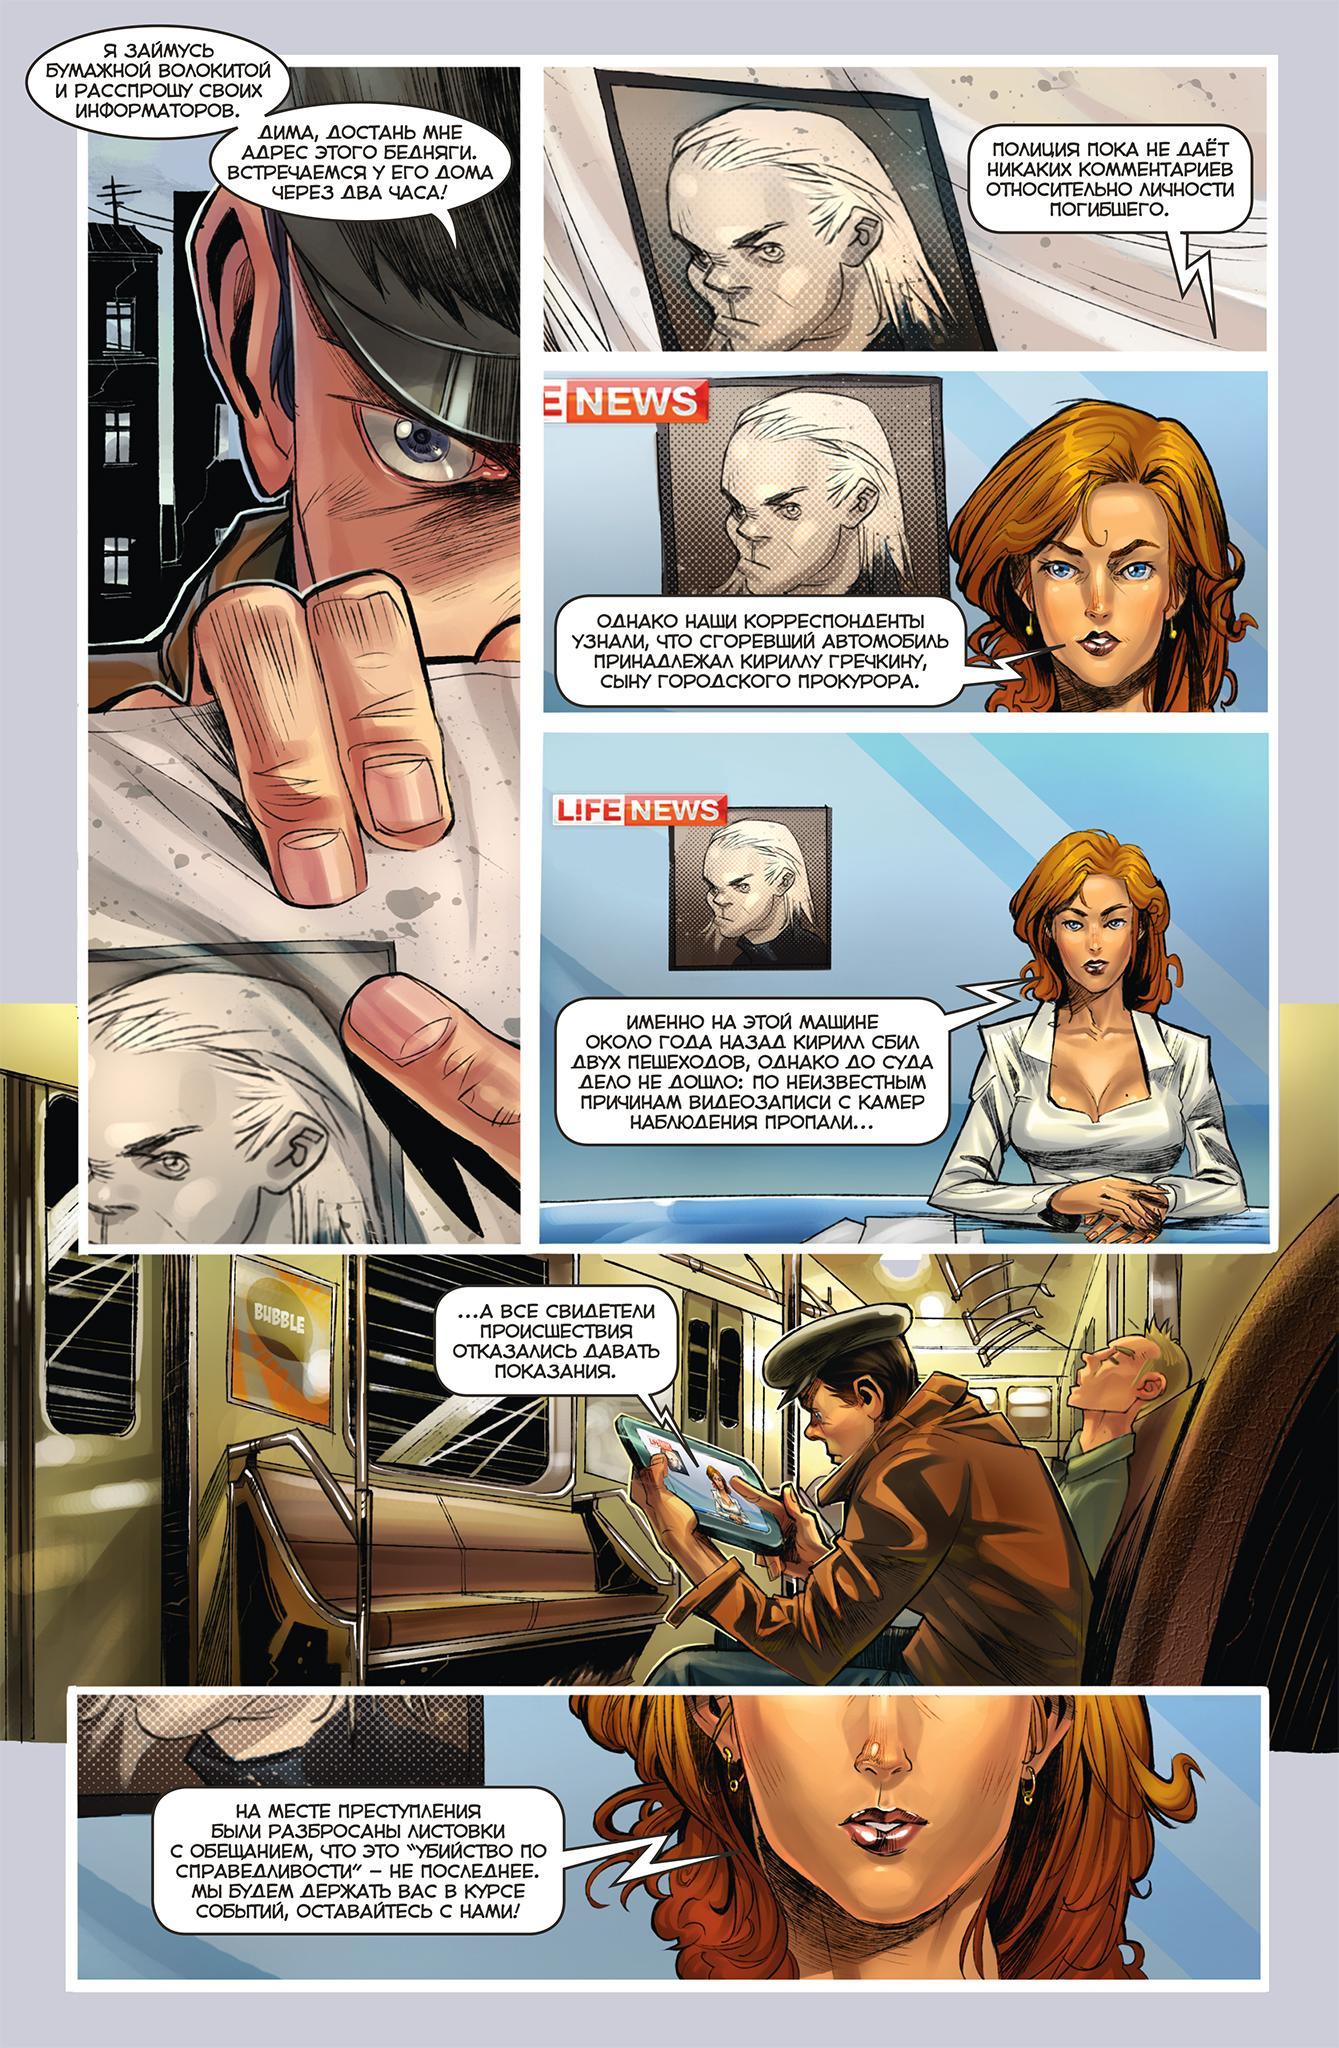 Я ЗАЙМУСЬ
БУМАЖНОЙ ВОЛОКИТОЙ
И РАССПРОШУ СВОИХ
ИНФОРМАТОРОВ.
ДИМА, ДОСТАНЬ МНЕ
АДРЕС ЭТОГО БЕДНЯГИ.
ВСТРЕЧАЕМСЯ У ЕГО ДОМА
ЧЕРЕЗ ДВА ЧАСА!
ПОЛИЦИЯ ПОКА НЕ ДАЁТ
НИКАКИХ КОММЕНТАРИЕВ
ОТНОСИТЕЛЬНО ЛИЧНОСТИ
ПОГИБШЕГО.
E NEWS
ОДНАКО НАШИ КОРРЕСПОНДЕНТЫ
УЗНАЛИ, ЧТО СГОРЕВШИЙ АВТОМОБИЛЬ
ПРИНАДЛЕЖАЛ КИРИЛЛУ ГРЕЧКИНУ,
СЫНУ ГОРОДСКОГО ПРОКУРОРА.
L!FE NEWS
ИМЕННО НА ЭТОЙ МАШИНЕ
ОКОЛО ГОДА НАЗАД КИРИЛЛ СБИЛ
ДВУХ ПЕШЕХОДОВ, ОДНАКО ДО СУДА
ДЕЛО НЕ ДОШЛО: ПО НЕИЗВЕСТНЫМ
ПРИЧИНАМ ВИДЕОЗАПИСИ С КАМЕР
НАБЛЮДЕНИЯ ПРОПАЛИ...
BUBBLE
...А ВСЕ СВИДЕТЕЛИ
ПРОИСШЕСТВИЯ
ОТКАЗАЛИСЬ ДАВАТЬ
ПОКАЗАНИЯ.
L!FE NEWS
НА МЕСТЕ ПРЕСТУПЛЕНИЯ
БЫЛИ РАЗБРОСАНЫ ЛИСТОВКИ
С ОБЕЩАНИЕМ, ЧТО ЭТО "УБИЙСТВО ПО
СПРАВЕДЛИВОСТИ" – НЕ ПОСЛЕДНЕЕ.
МЫ БУДЕМ ДЕРЖАТЬ ВАС В КУРСЕ
СОБЫТИЙ, ОСТАВАЙТЕСЬ С НАМИ!